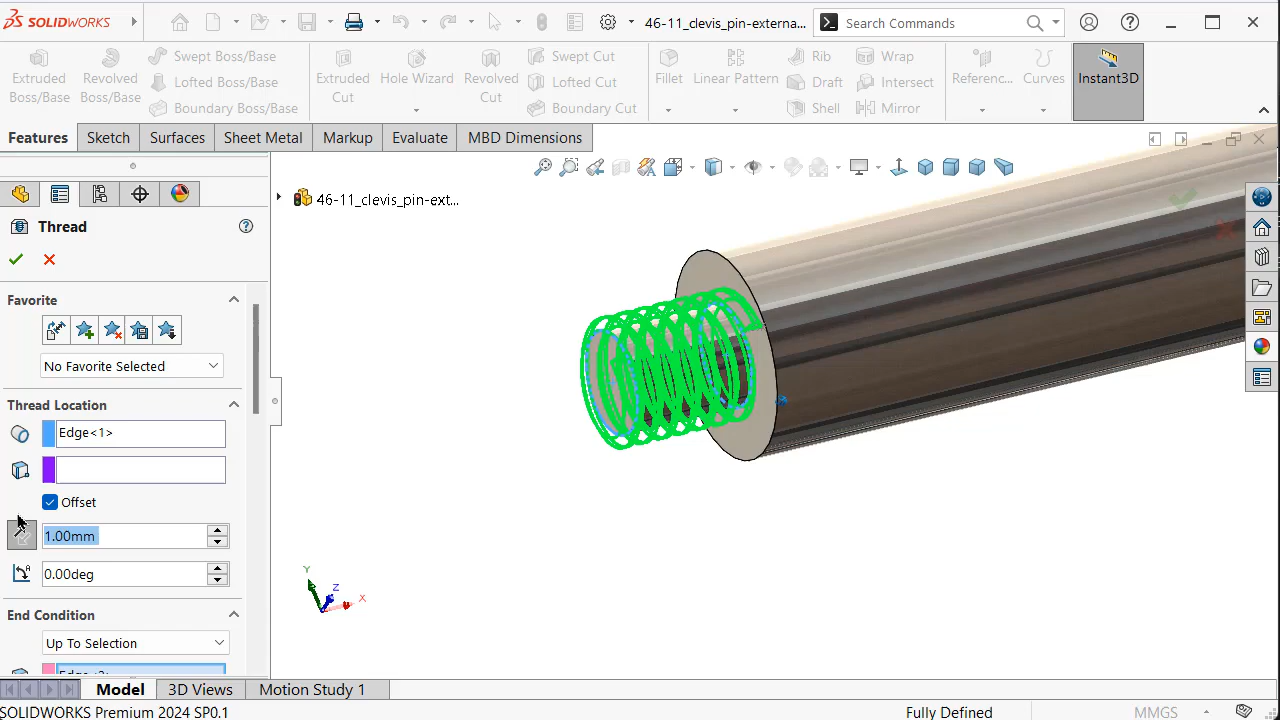 SOLIDWORKS
46-11_clevis_pin-externa...
Search Commands
Extruded Boss/Base
Revolved Boss/Base
Swept Boss/Base
Lofted Boss/Base
Boundary Boss/Base
Extruded Cut
Hole Wizard
Revolved Cut
Swept Cut
Lofted Cut
Boundary Cut
Fillet
Linear Pattern
Rib
Draft
Shell
Wrap
Intersect
Mirror
Referenc...
Curves
Instant3D
Features
Sketch
Surfaces
Sheet Metal
Markup
Evaluate
MBD Dimensions
46-11_clevis_pin-ext...
Thread
Favorite
No Favorite Selected
Thread Location
Edge<1>
Offset
1.00mm
0.00deg
End Condition
Up To Selection
Y
Z
X
Model
3D Views
Motion Study 1
SOLIDWORKS Premium 2024 SP0.1
Fully Defined
MMGS